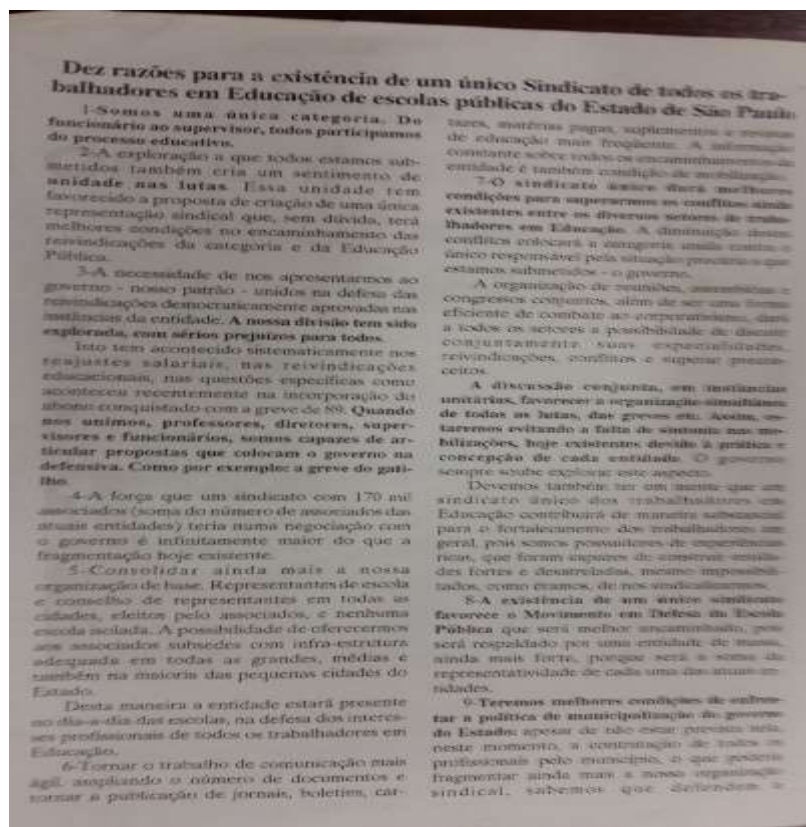 Dez razões para a existência de um único Sindicato de todos os tra-
balhadores em Educação de escolas públicas do Estado de São Paulo
1-Somos uma única categoria. Do
funcionário ao supervisor, todos participamos
do processo educativo.
2-A exploração a que todos estamos sub-
metidos também cria um sentimento de
unidade nas lutas. Essa unidade tem
favorecido a proposta de criação de uma única
representação sindical que, sem dúvida, terá
melhores condições no encaminhamento das
reivindicações da categoria e da Educação
Pública.
3-A necessidade de nos apresentarmos ao
governo - nosso patrão - unidos na defesa das
reivindicações democraticamente aprovadas nas
instâncias da entidade. A nossa divisão tem sido
explorada, com sérios prejuízos para todos.
Isto tem acontecido sistematicamente nos
reajustes salariais, nas reivindicações
educacionais, nas questões específicas como
aconteceu recentemente na incorporação do
abono conquistado com a greve de 89. Quando
nos unimos, professores, diretores, super-
visores e funcionários, somos capazes de ar-
ticular propostas que colocam o governo na
defensiva. Como por exemplo: a greve do gati-
lho.
4-A força que um sindicato com 170 mil
associados (soma do número de associados das
atuais entidades) teria numa negociação com
o governo é infinitamente maior do que a
fragmentação hoje existente.
5-Consolidar ainda mais a nossa
organização de base. Representantes de escola
e conselho de representantes em todas as
cidades, eleitos pelo associados, e nenhuma
escola isolada. A possibilidade de oferecermos
aos associados subsedes com infra-estrutura
adequada em todas as grandes, médias e
também na maioria das pequenas cidades do
Estado.
Desta maneira a entidade estará presente
no dia-a-dia das escolas, na defesa dos interes-
ses profissionais de todos os trabalhadores em
Educação.
6-Tornar o trabalho de comunicação mais
ágil, ampliando o número de documentos e
tornar a publicação de jornais, boletins, car-
tazes, matérias pagas, suplementos e revistas
de educação mais freqüente. A informação
constante sobre todos os encaminhamentos da
entidade é também condição de mobilização.
7-O sindicato único dará melhores
condições para superarmos os conflitos ainda
existentes entre os diversos setores de traba-
lhadores em Educação. A diminuição destes
conflitos colocará a categoria unida contra o
único responsável pela situação precária a que
estamos submetidos - o governo.
A organização de reuniões, assembléias e
congressos conjuntos, além de ser uma forma
eficiente de combate ao corporativismo, dará
a todos os setores a possibilidade de discutir
conjuntamente suas especialidades,
reivindicações, conflitos e superar precon-
ceitos.
A discussão conjunta, em instâncias
unitárias, favorecer a organização simultânea
de todas as lutas, das greves etc. Assim, es-
taremos evitando a falta de sintonia nas mo-
bilizações, hoje existentes devido à prática e
concepção de cada entidade. O governo
sempre soube explorar este aspecto.
Devemos também ter em mente que um
sindicato único dos trabalhadores em
Educação contribuirá de maneira substancial
para o fortalecimento dos trabalhadores em
geral, pois somos possuidores de experiências
ricas, que foram capazes de construir entida-
des fortes e desatreladas, mesmo impossibili-
tados, como éramos, de nos sindicalizarmos.
8-A existência de um único sindicato
favorece o Movimento em Defesa da Escola
Pública que será melhor encaminhado, pois
será respaldado por uma entidade de massa
ainda mais forte, porque será a soma da
representatividade de cada uma das atuais en-
tidades.
9-Teremos melhores condições de enfren-
tar a política de municipalização do governo
do Estado; apesar de não estar prevista nela,
neste momento, a contratação de todos os
profissionais pelo município, o que poderia
fragmentar ainda mais a nossa organização
sindical, sabemos que defendem a